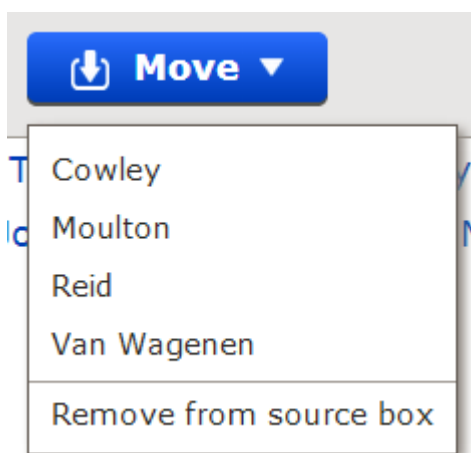 Move
Cowley
Moulton
Reid
Van Wagenen
Remove from source box